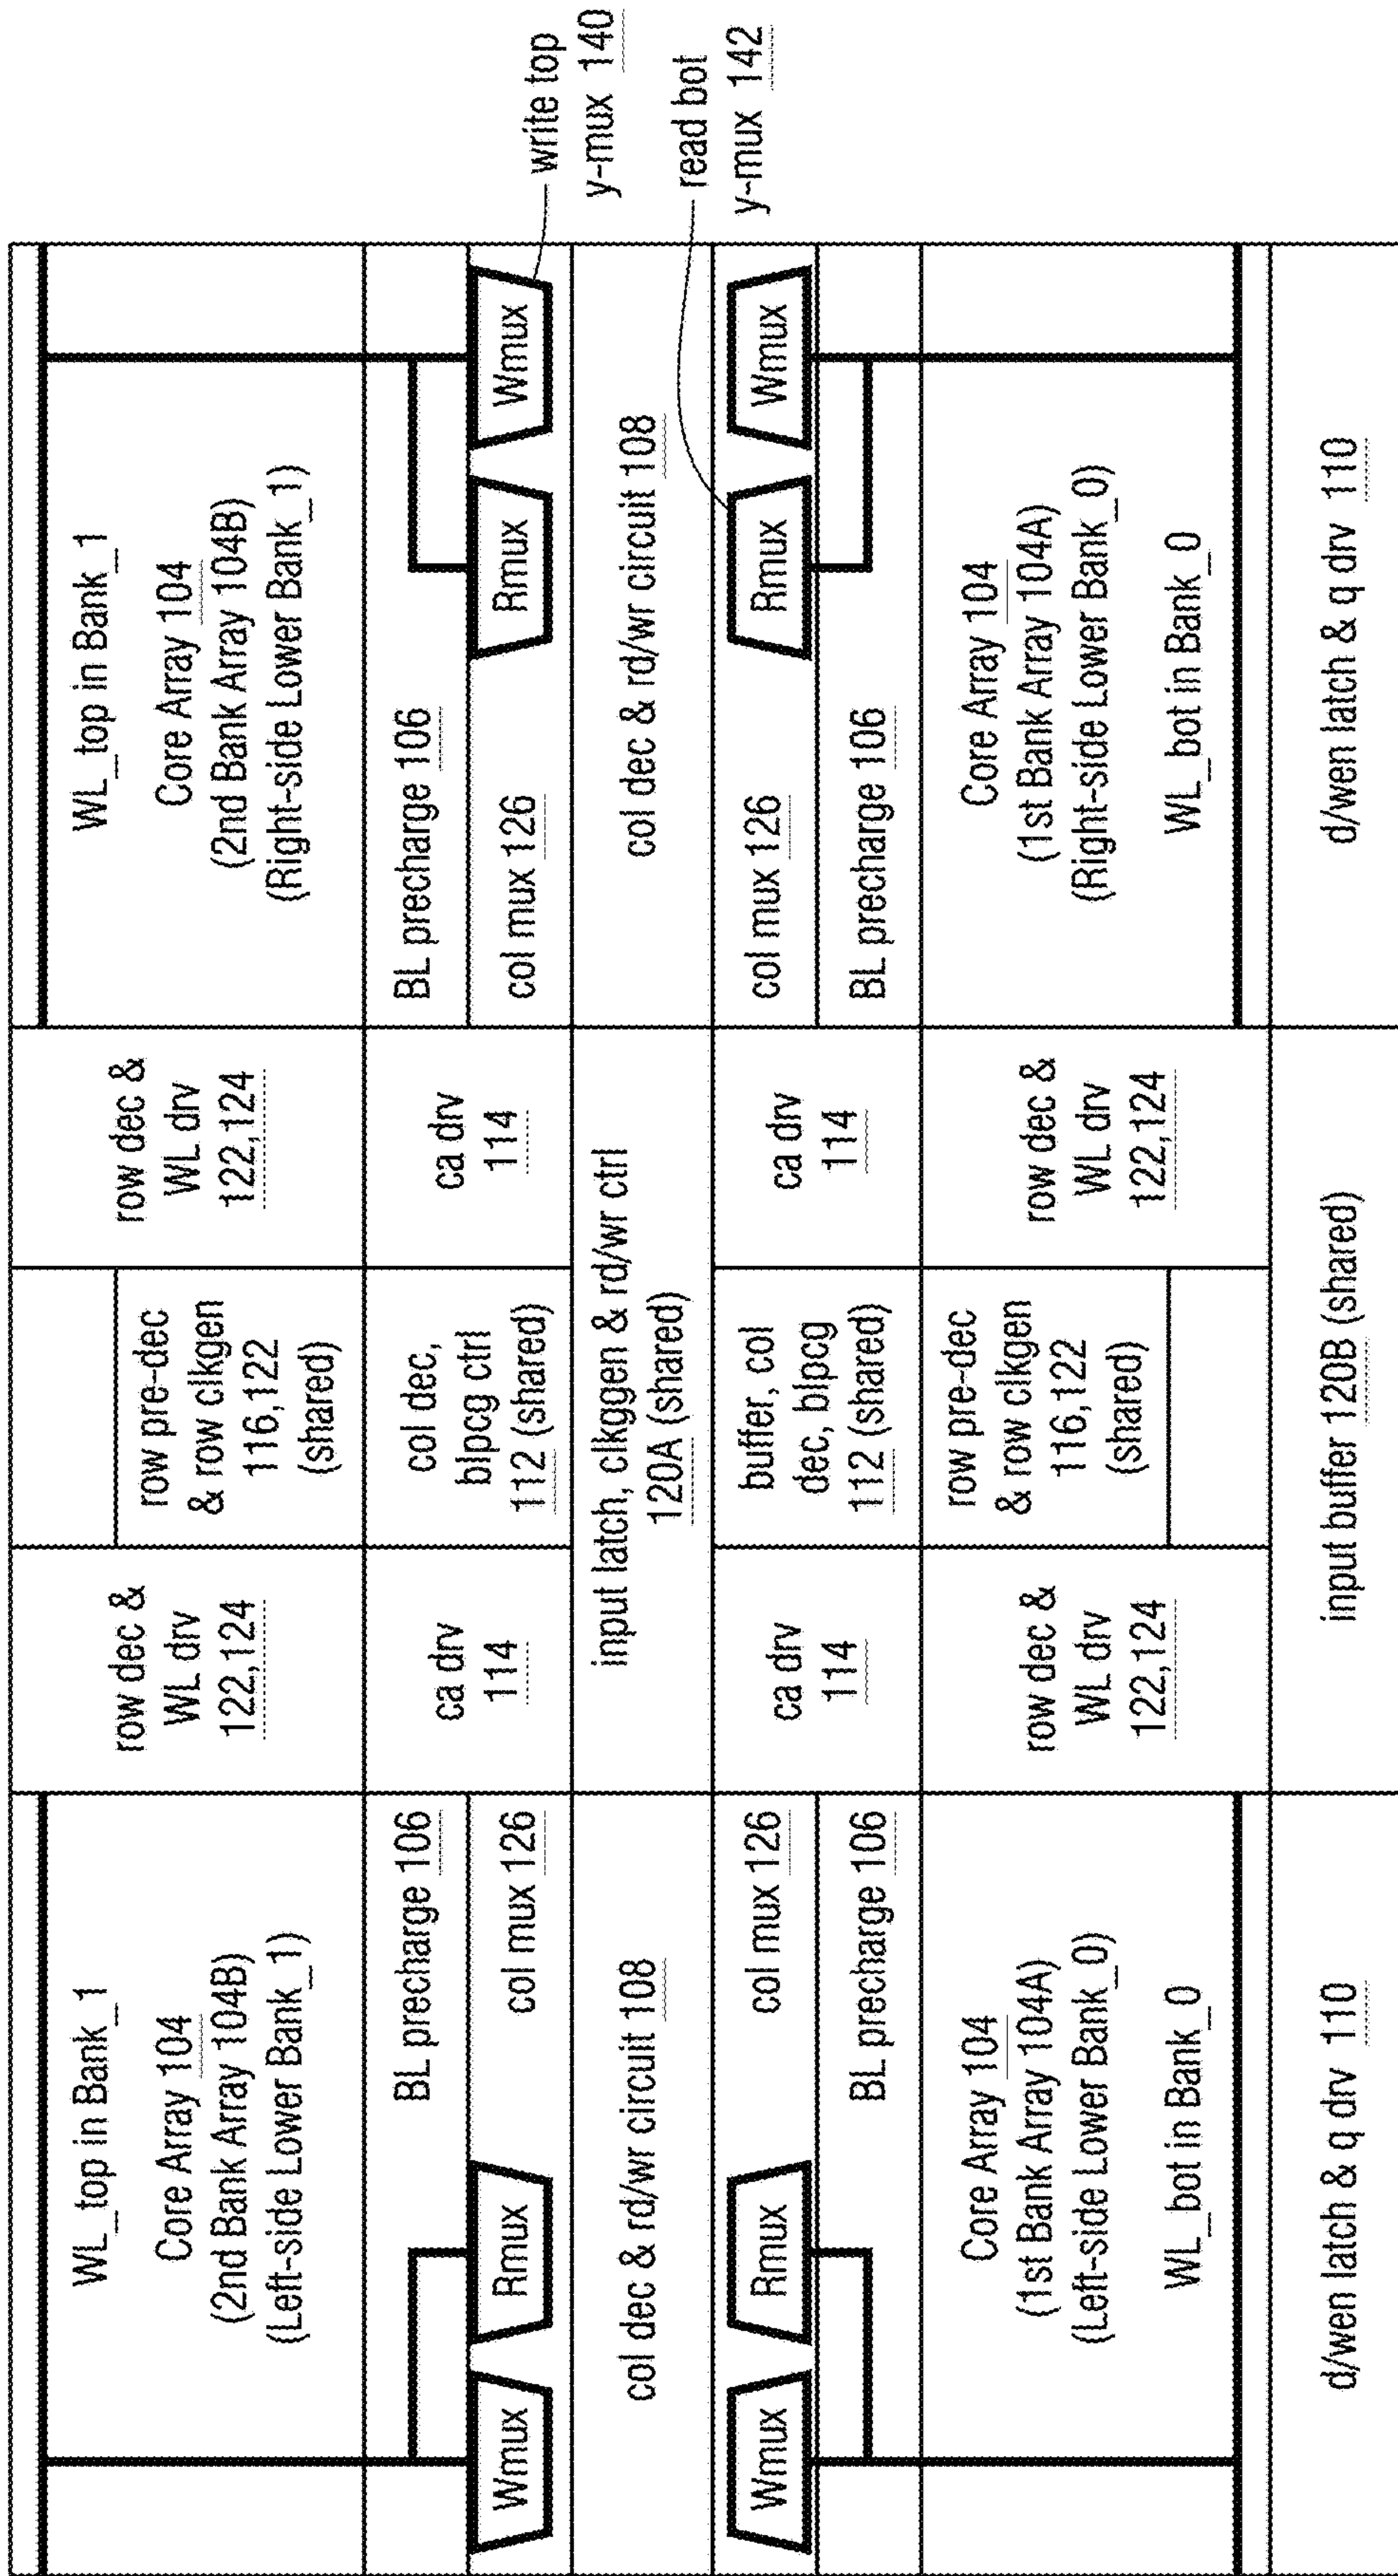 WL_top in Bank_1
Core Array 104
(2nd Bank Array 104B)
(Left-side Lower Bank_1)
row dec &
WL drv
122,124
row pre-dec
& row clkgen
116,122
(shared)
row dec &
WL drv
122,124
WL_top in Bank_1
Core Array 104
(2nd Bank Array 104B)
(Right-side Lower Bank_1)
BL precharge 106
Wmux
Rmux
col mux 126
ca drv
114
col dec,
blpcg ctrl
112 (shared)
ca drv
114
BL precharge 106
col mux 126
Rmux
Wmux
write top
y-mux 140
col dec & rd/wr circuit 108
input latch, clkggen & rd/wr ctrl
120A (shared)
col dec & rd/wr circuit 108
read bot
y-mux 142
Wmux
Rmux
col mux 126
BL precharge 106
ca drv
114
buffer, col
dec, blpcg
112 (shared)
ca drv
114
col mux 126
Rmux
Wmux
BL precharge 106
Core Array 104
(1st Bank Array 104A)
(Left-side Lower Bank_0)
WL_bot in Bank_0
row dec &
WL drv
122,124
row pre-dec
& row clkgen
116,122
(shared)
row dec &
WL drv
122,124
Core Array 104
(1st Bank Array 104A)
(Right-side Lower Bank_0)
WL_bot in Bank_0
d/wen latch & q drv 110
input buffer 120B (shared)
d/wen latch & q drv 110